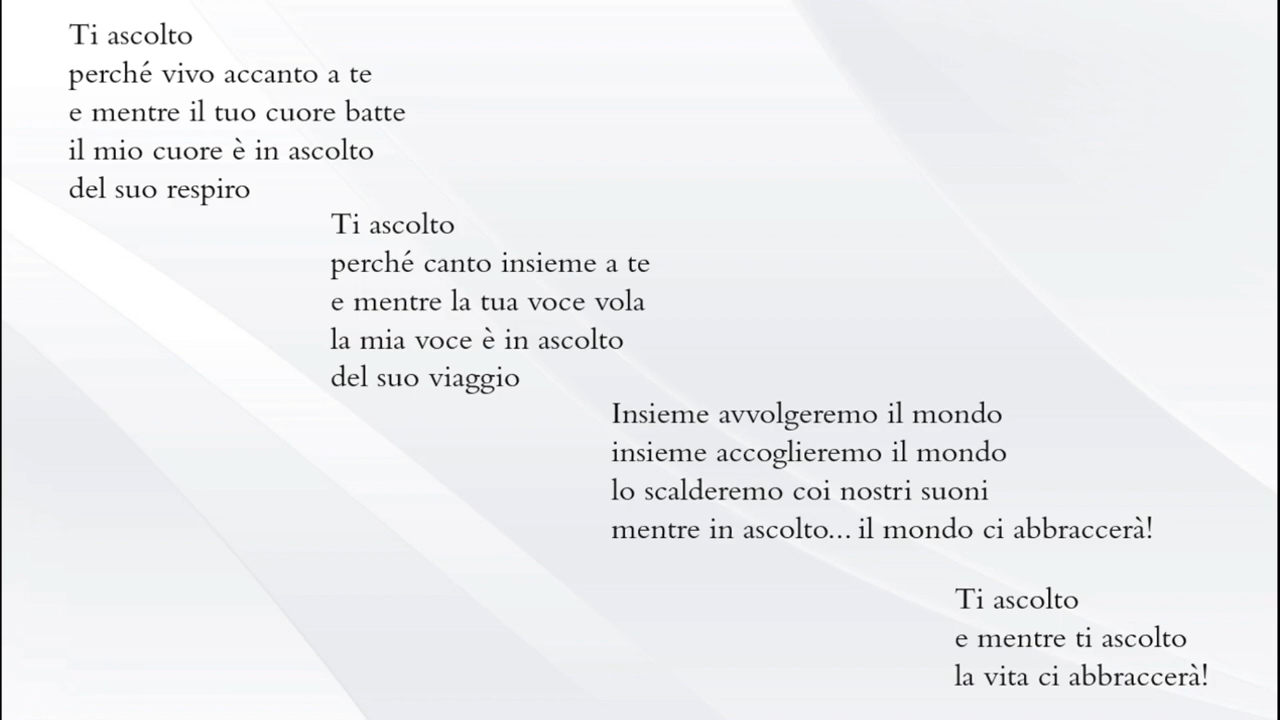 Ti ascolto
perché vivo accanto a te
e mentre il tuo cuore batte
il mio cuore è in ascolto
del suo respiro
Ti ascolto
perché canto insieme a te
e mentre la tua voce vola
la mia voce è in ascolto
del suo viaggio
Insieme avvolgeremo il mondo
insieme accoglieremo il mondo
lo scalderemo coi nostri suoni
mentre in ascolto... il mondo ci abbraccerà!
Ti ascolto
e mentre ti ascolto
la vita ci abbraccerà!